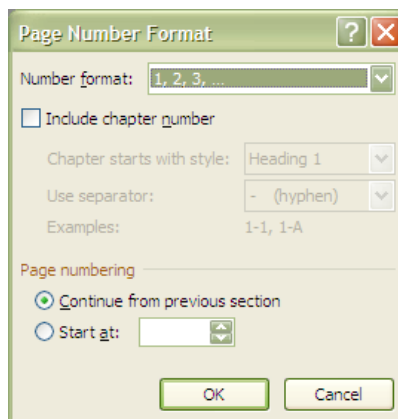 Page Number Format
Number format: 1, 2, 3, ...
Include chapter number
Chapter starts with style: Heading 1
Use separator: - (hyphen)
Examples: 1-1, 1-A
Page numbering
Continue from previous section
Start at:
OK Cancel